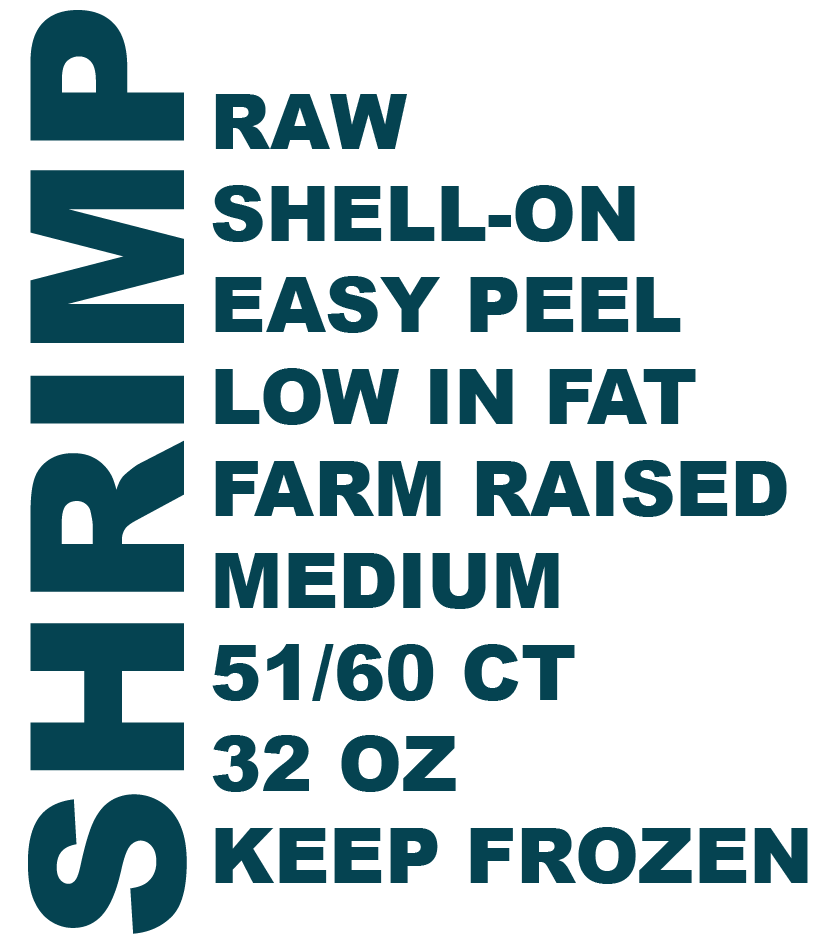 SHRIMP
RAW
SHELL-ON
EASY PEEL
LOW IN FAT
FARM RAISED
MEDIUM
51/60 CT
32 OZ
KEEP FROZEN